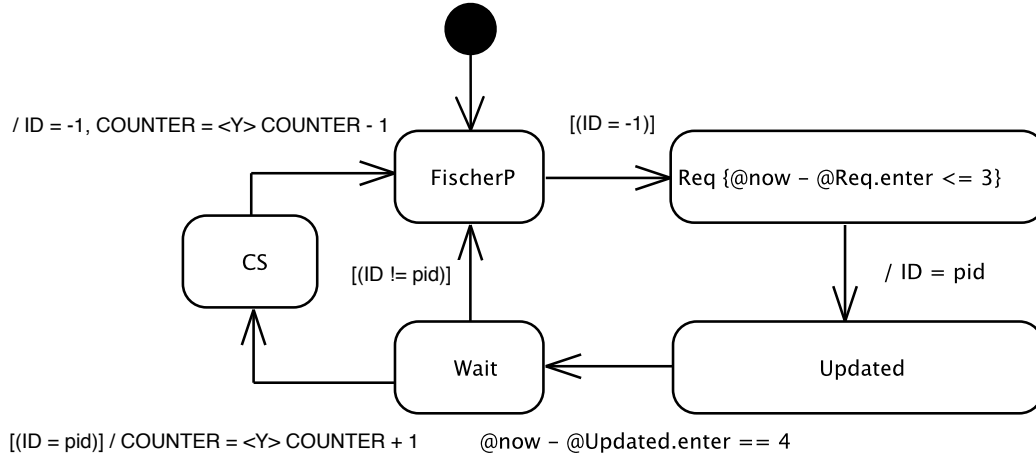 / ID = -1, COUNTER = <Y> COUNTER - 1
[(ID = -1)]
FischerP
Req {@now – @Req.enter <= 3}
CS
[(ID != pid)]
/ ID = pid
Wait
Updated
[(ID = pid)] / COUNTER = <Y> COUNTER + 1
@now – @Updated.enter == 4